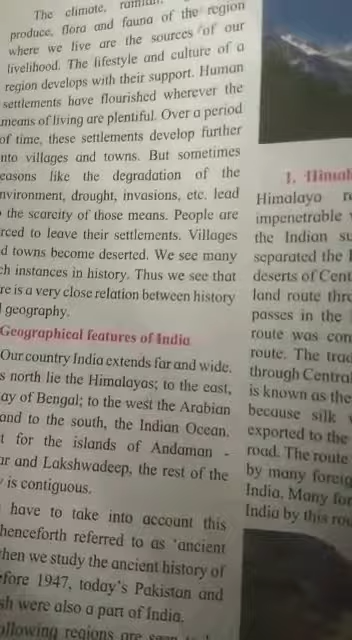 The climate,
produce, flora and fauna of the region
where we live are the sources of our
livelihood. The lifestyle and culture of a
region develops with their support. Human
settlements have flourished wherever the
means of living are plentiful. Over a period
of time, these settlements develop further
nto villages and towns. But sometimes
easons like the degradation of the
nvironment, drought, invasions, etc. lead
the scarcity of those means. People are
rced to leave their settlements. Villages
d towns become deserted. We see many
ch instances in history. Thus we see that
re is a very close relation between history
geography.
Geographical features of India
Our country India extends far and wide.
s north lie the Himalayas; to the east,
ay of Bengal; to the west the Arabian
and to the south, the Indian Ocean.
t for the islands of Andaman -
ar and Lakshwadeep, the rest of the
y is contiguous.
have to take into account this
henceforth referred to as 'ancient
hen we study the ancient history of
efore 1947, today's Pakistan and
sh were also a part of India.
ollowing regions are
1. Himal
Himalaya
impenetrable
the Indian su
separated the
deserts of Cent
land route thro
passes in the
route was con
route. The trad
through Central
is known as the
because silk
exported to the
road. The route
by many foreig
India. Many for
India by this rou